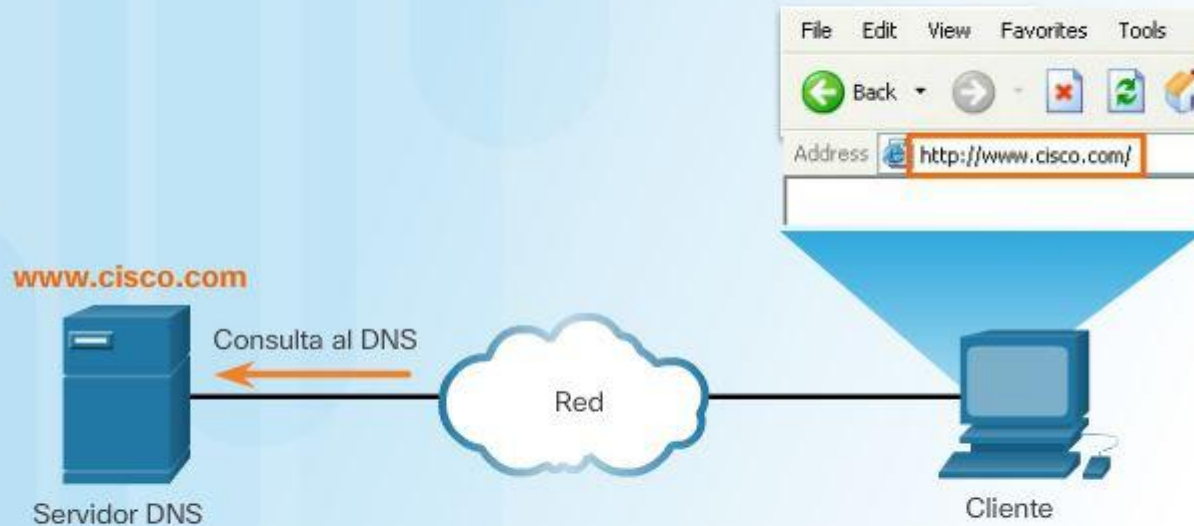 File Edit View Favorites Tools
Back
Address http://www.cisco.com/
www.cisco.com
Consulta al DNS
Red
Servidor DNS
Cliente